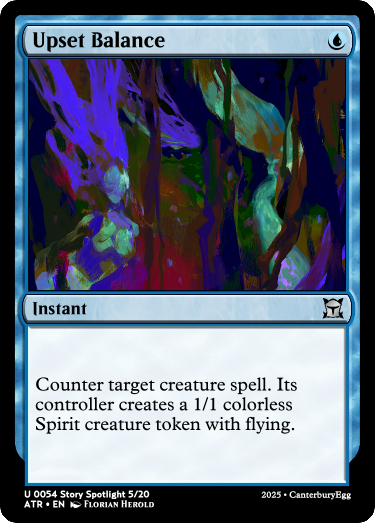 Upset Balance
Instant
Counter target creature spell. Its
controller creates a 1/1 colorless
Spirit creature token with flying.
U 0054 Story Spotlight 5/20
ATR • EN Florian Herold
2025 • CanterburyEgg